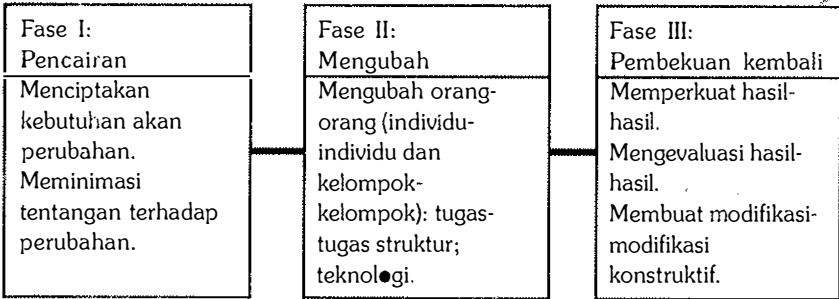 Fase I:
Pencairan
Menciptakan
kebutuhan akan
perubahan.
Meminimasi
tentangan terhadap
perubahan.
Fase II:
Mengubah
Mengubah orang-
orang (individu-
individu dan
kelompok-
kelompok): tugas-
tugas struktur;
teknologi.
Fase III:
Pembekuan kembali
Memperkuat hasil-
hasil.
Mengevaluasi hasil-
hasil.
Membuat modifikasi-
modifikasi
konstruktif.